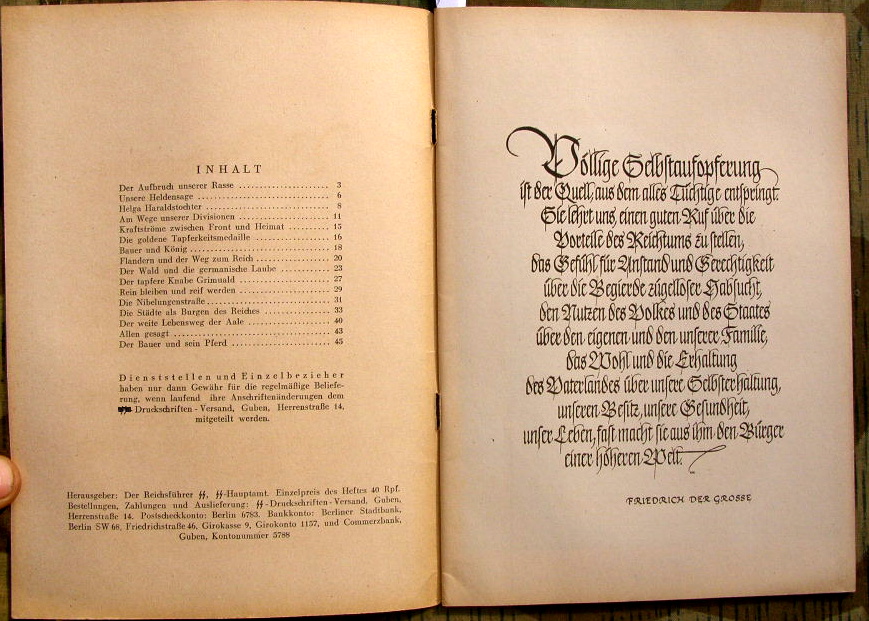 INHALT
Der Aufbruch unserer Rasse ........................ 3
Unsere Heldensage ........................ 6
Helga Haraldstochter ........................ 8
Am Wege unserer Divisionen ........................ 11
Kraftströme zwischen Front und Heimat ............ 15
Die goldene Tapferkeitsmedaille ........................ 16
Bauer und König ........................ 18
Flandern und der Weg zum Reich ........................ 20
Der Wald und die germanische Laube ............ 23
Der tapfere Knabe Grimuald ........................ 27
Rein bleiben und reif werden ........................ 29
Die Nibelungenstraße ........................ 31
Die Städte als Burgen des Reiches ............ 33
Der weite Lebensweg der Aale ........................ 40
Allen gesagt ........................ 43
Der Bauer und sein Pferd ........................ 45
Dienststellen und Einzelbezieher
haben nur dann Gewähr für die regelmäßige Beliefe-
rung, wenn laufend ihre Anschriftenänderungen dem
-Druckschriften-Versand, Guben, Herrenstraße 14,
mitgeteilt werden.
Herausgeber: Der Reichsführer SS, SS-Hauptamt. Einzelpreis des Heftes 40 Rpf.
Bestellungen, Zahlungen und Auslieferung: SS-Druckschriften-Versand, Guben,
Herrenstraße 14. Postscheckkonto: Berlin 6783. Bankkonto: Berliner Stadtbank,
Berlin SW 68, Friedrichstraße 46, Girokasse 9, Girokonto 1157, und Commerzbank,
Guben, Kontonummer 5788
Völlige Selbstaufopferung
ist der Quell, aus dem alles Tüchtige entspringt.
Sie lehrt uns, einen guten Ruf über die
Vorteile des Reichtums zu stellen,
das Gefühl für Anstand und Gerechtigkeit
über die Begierde zügelloser Habsucht,
den Nutzen des Volkes und des Staates
über den eigenen und den unserer Familie,
das Wohl und die Erhaltung
des Vaterlandes über unsere Selbsterhaltung,
unseren Besitz, unsere Gesundheit,
unser Leben, fast macht sie aus ihm den Bürger
einer höheren Welt.
FRIEDRICH DER GROSSE